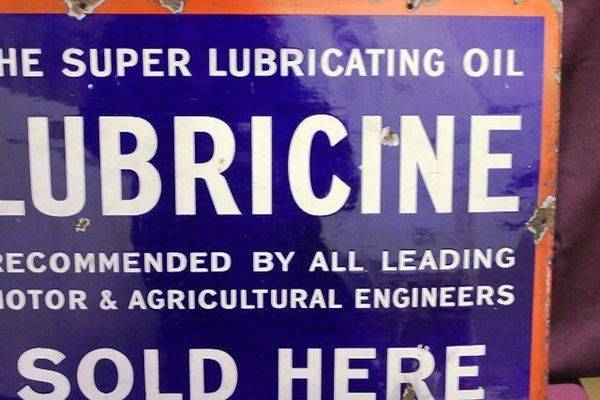 HE SUPER LUBRICATING OIL
LUBRICINE
RECOMMENDED BY ALL LEADING
MOTOR & AGRICULTURAL ENGINEERS
SOLD HERE